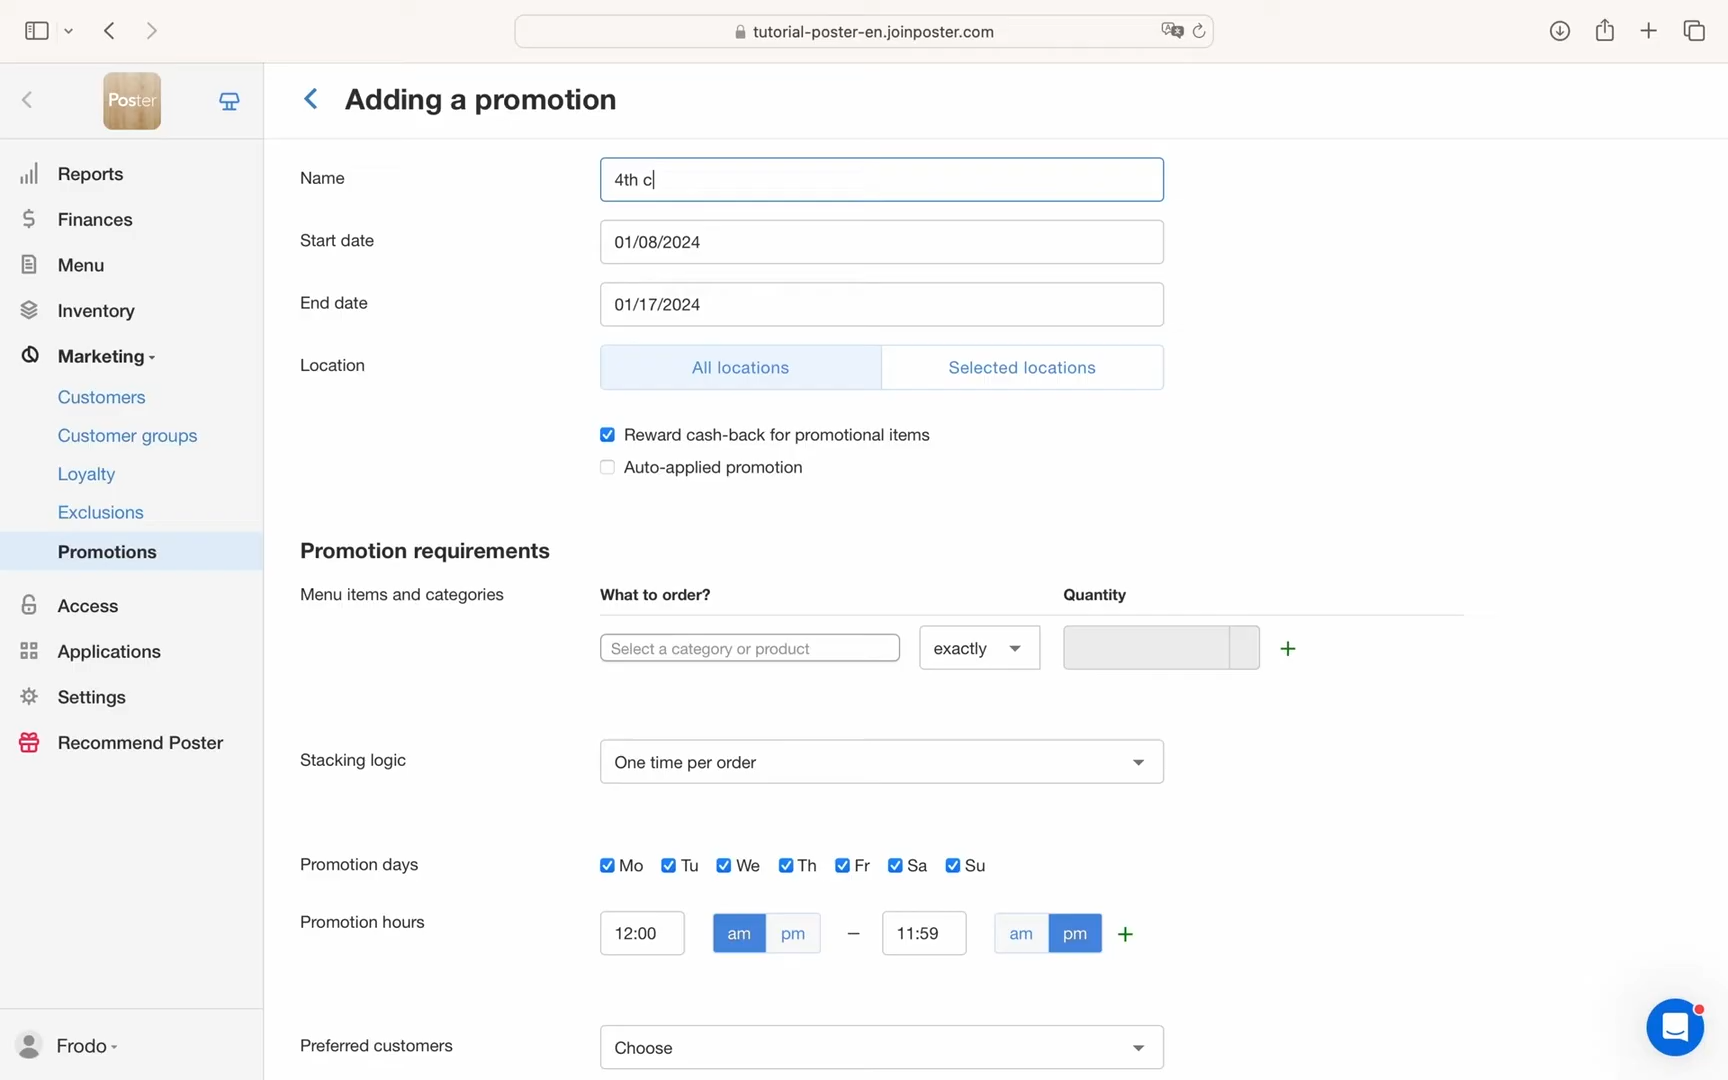 tutorial-poster-en.joinposter.com
Poster
Adding a promotion
Reports
Finances
Menu
Inventory
Marketing
Customers
Customer groups
Loyalty
Exclusions
Promotions
Access
Applications
Settings
Recommend Poster
Frodo
Name
4th c
Start date
01/08/2024
End date
01/17/2024
Location
All locations
Selected locations
Reward cash-back for promotional items
Auto-applied promotion
Promotion requirements
Menu items and categories
What to order?
Quantity
Select a category or product
exactly
Stacking logic
One time per order
Promotion days
Mo Tu We Th Fr Sa Su
Promotion hours
12:00 am pm – 11:59 am pm
Preferred customers
Choose